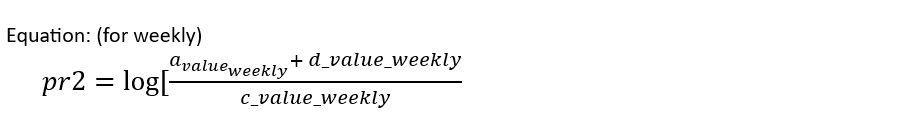 Equation: (for weekly)
pr2 = log[(a_value_weekly + d_value_weekly)/c_value_weekly